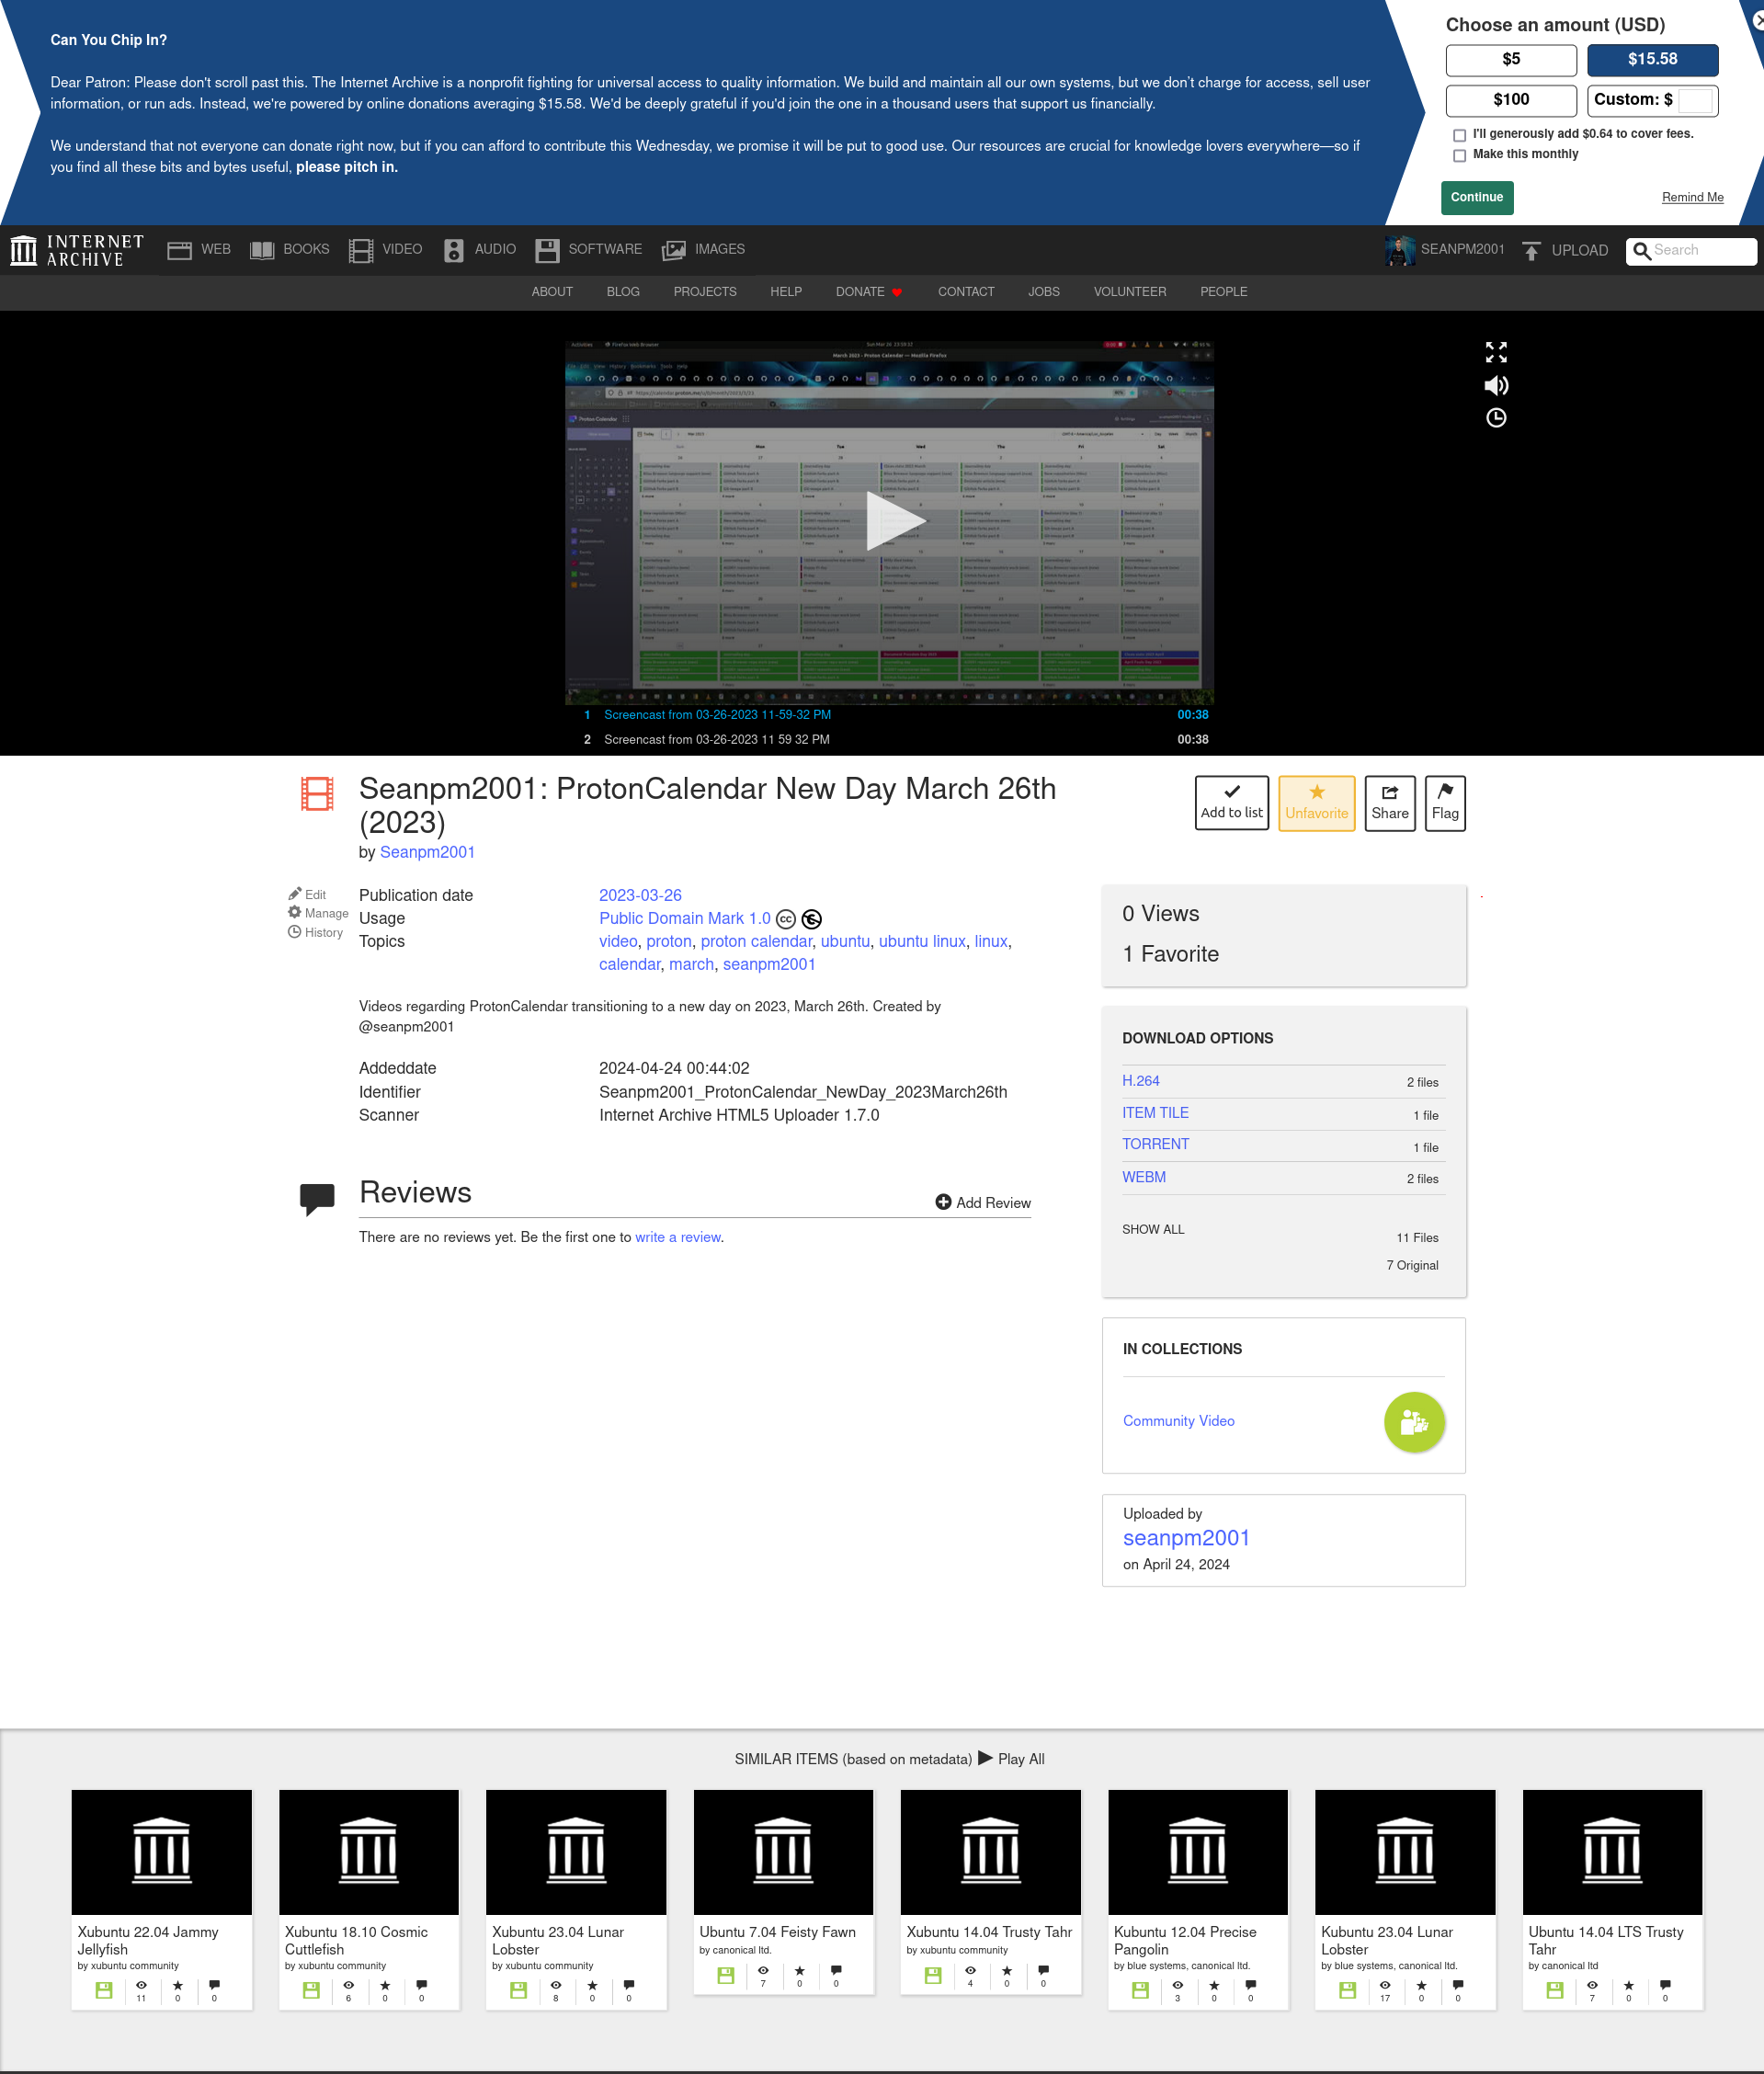 Can You Chip In?
Dear Patron: Please don't scroll past this. The Internet Archive is a nonprofit fighting for universal access to quality information. We build and maintain all our own systems, but we don’t charge for access, sell user
information, or run ads. Instead, we're powered by online donations averaging $15.58. We'd be deeply grateful if you'd join the one in a thousand users that support us financially.
We understand that not everyone can donate right now, but if you can afford to contribute this Wednesday, we promise it will be put to good use. Our resources are crucial for knowledge lovers everywhere—so if
you find all these bits and bytes useful, please pitch in.
Choose an amount (USD)
$5 $15.58
$100 Custom: $
I'll generously add $0.64 to cover fees.
Make this monthly
Continue Remind Me
INTERNET ARCHIVE WEB BOOKS VIDEO AUDIO SOFTWARE IMAGES SEANPM2001 UPLOAD Search
ABOUT BLOG PROJECTS HELP DONATE CONTACT JOBS VOLUNTEER PEOPLE
March 2023 - Proton Calendar — Mozilla Firefox
Proton Calendar
1 Screencast from 03-26-2023 11-59-32 PM 00:38
2 Screencast from 03-26-2023 11 59 32 PM 00:38
Seanpm2001: ProtonCalendar New Day March 26th
(2023)
by Seanpm2001
Add to list Unfavorite Share Flag
Edit
Manage
History
Publication date 2023-03-26
Usage Public Domain Mark 1.0
Topics video, proton, proton calendar, ubuntu, ubuntu linux, linux,
calendar, march, seanpm2001
Videos regarding ProtonCalendar transitioning to a new day on 2023, March 26th. Created by
@seanpm2001
Addeddate 2024-04-24 00:44:02
Identifier Seanpm2001_ProtonCalendar_NewDay_2023March26th
Scanner Internet Archive HTML5 Uploader 1.7.0
Reviews
Add Review
There are no reviews yet. Be the first one to write a review.
0 Views
1 Favorite
DOWNLOAD OPTIONS
H.264 2 files
ITEM TILE 1 file
TORRENT 1 file
WEBM 2 files
SHOW ALL 11 Files
7 Original
IN COLLECTIONS
Community Video
Uploaded by
seanpm2001
on April 24, 2024
SIMILAR ITEMS (based on metadata) Play All
Xubuntu 22.04 Jammy
Jellyfish
by xubuntu community
11 0 0
Xubuntu 18.10 Cosmic
Cuttlefish
by xubuntu community
6 0 0
Xubuntu 23.04 Lunar
Lobster
by xubuntu community
8 0 0
Ubuntu 7.04 Feisty Fawn
by canonical ltd.
7 0 0
Xubuntu 14.04 Trusty Tahr
by xubuntu community
4 0 0
Kubuntu 12.04 Precise
Pangolin
by blue systems, canonical ltd.
3 0 0
Kubuntu 23.04 Lunar
Lobster
by blue systems, canonical ltd.
17 0 0
Ubuntu 14.04 LTS Trusty
Tahr
by canonical ltd
7 0 0